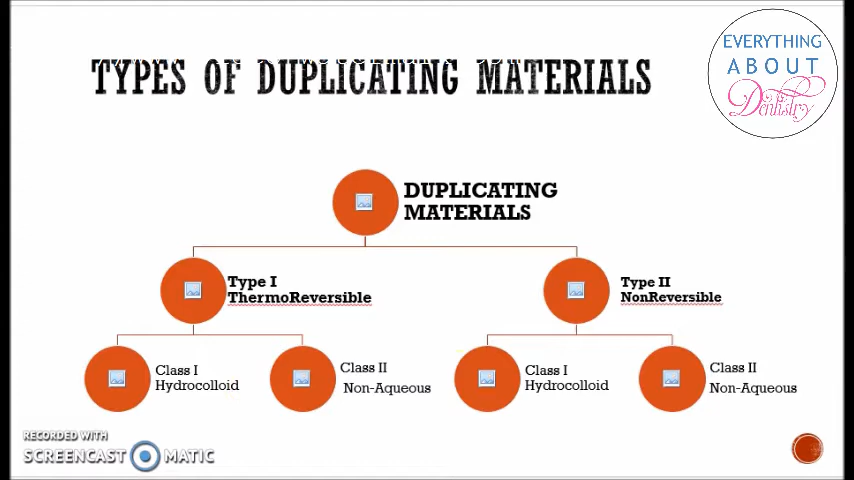 EVERYTHING
ABOUT
Dentistry
TYPES OF DUPLICATING MATERIALS
DUPLICATING
MATERIALS
Type I
ThermoReversible
Type II
NonReversible
Class I
Hydrocolloid
Class II
Non-Aqueous
Class I
Hydrocolloid
Class II
Non-Aqueous
RECORDED WITH
SCREENCAST MATIC